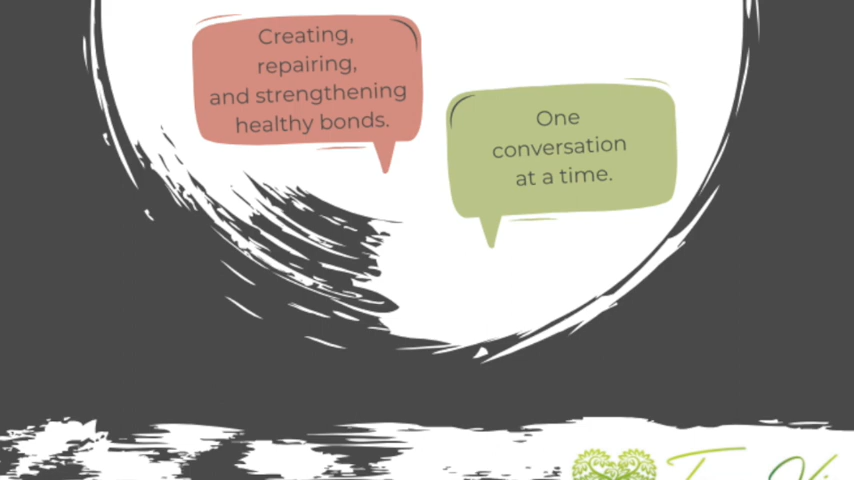 Creating,
repairing,
and strengthening
healthy bonds.
One
conversation
at a time.